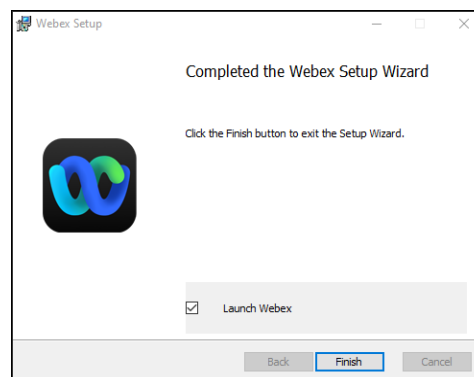 Webex Setup
Completed the Webex Setup Wizard
Click the Finish button to exit the Setup Wizard.
Launch Webex
Back Finish Cancel